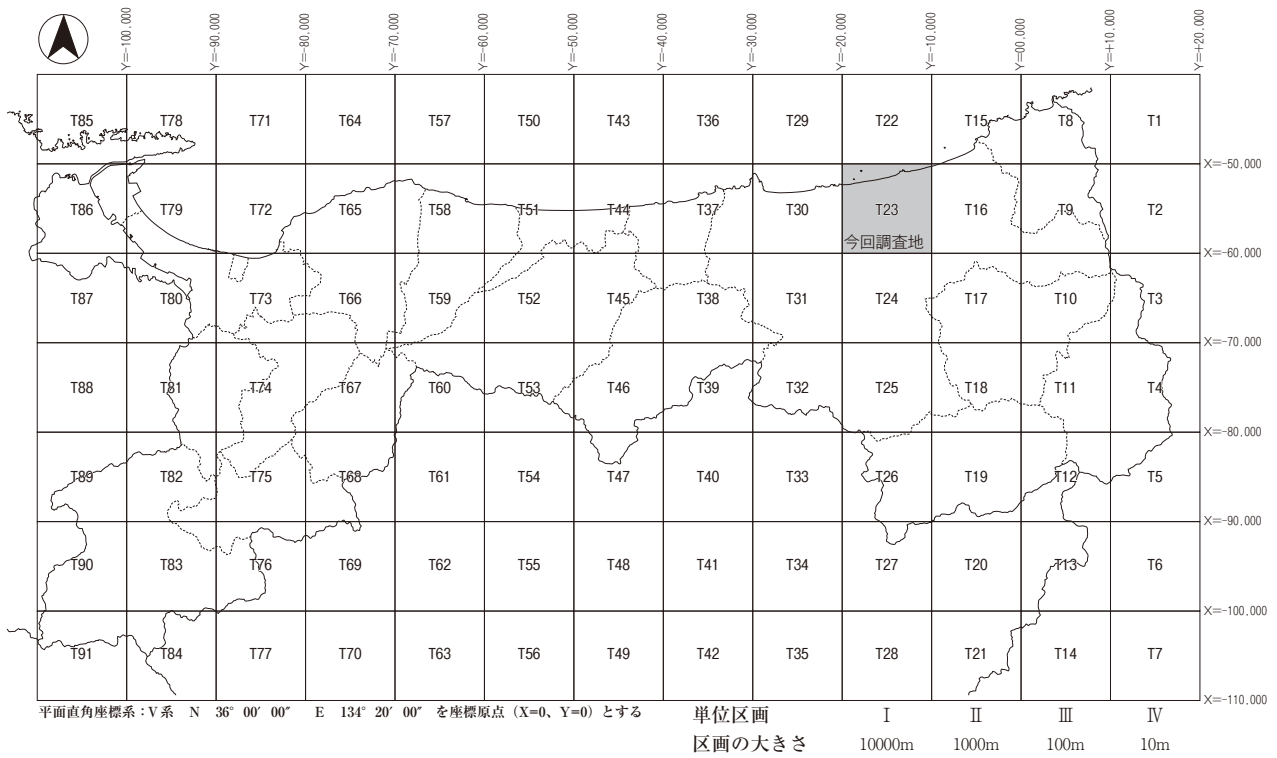 Y=-100.000 Y=-90.000 Y=-80.000 Y=-70.000 Y=-60.000 Y=-50.000 Y=-40.000 Y=-30.000 Y=-20.000 Y=-10.000 Y=00.000 Y=+10.000 Y=+20.000
T85 T78 T71 T64 T57 T50 T43 T36 T29 T22 T15 T8 T1
X=-50.000
T86 T79 T72 T65 T58 T51 T44 T37 T30 T23 T16 T9 T2
今回調査地
X=-60.000
T87 T80 T73 T66 T59 T52 T45 T38 T31 T24 T17 T10 T3
X=-70.000
T88 T81 T74 T67 T60 T53 T46 T39 T32 T25 T18 T11 T4
X=-80.000
T89 T82 T75 T68 T61 T54 T47 T40 T33 T26 T19 T12 T5
X=-90.000
T90 T83 T76 T69 T62 T55 T48 T41 T34 T27 T20 T13 T6
X=-100.000
T91 T84 T77 T70 T63 T56 T49 T42 T35 T28 T21 T14 T7
X=-110.000
平面直角座標系：V系 N 36° 00′ 00″ E 134° 20′ 00″ を座標原点（X=0、Y=0）とする
単位区画 Ⅰ Ⅱ Ⅲ Ⅳ
区画の大きさ 10000m 1000m 100m 10m